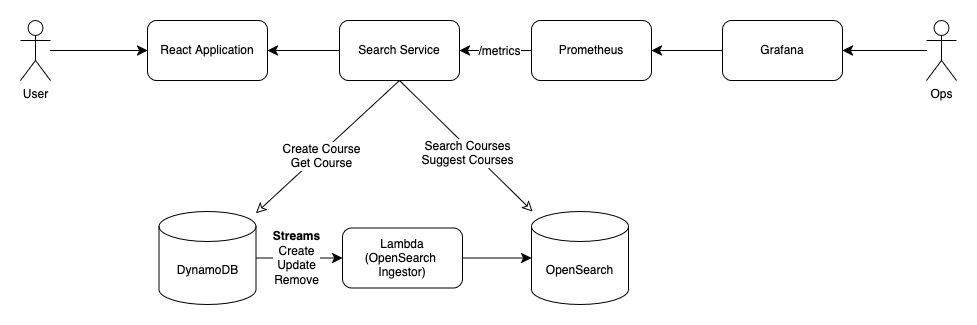 React Application
Search Service
/metrics
Prometheus
Grafana
User
Ops
Create Course
Get Course
Search Courses
Suggest Courses
DynamoDB
Streams
Create
Update
Remove
Lambda
(OpenSearch
Ingestor)
OpenSearch